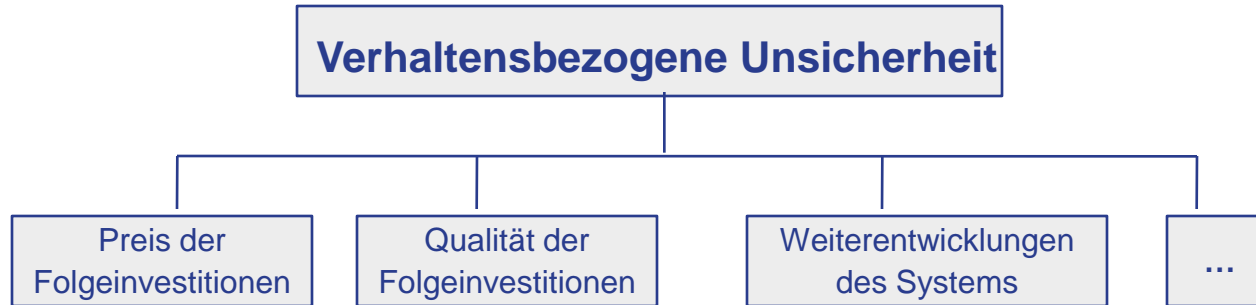 Verhaltensbezogene Unsicherheit
Preis der
Folgeinvestitionen
Qualität der
Folgeinvestitionen
Weiterentwicklungen
des Systems
...